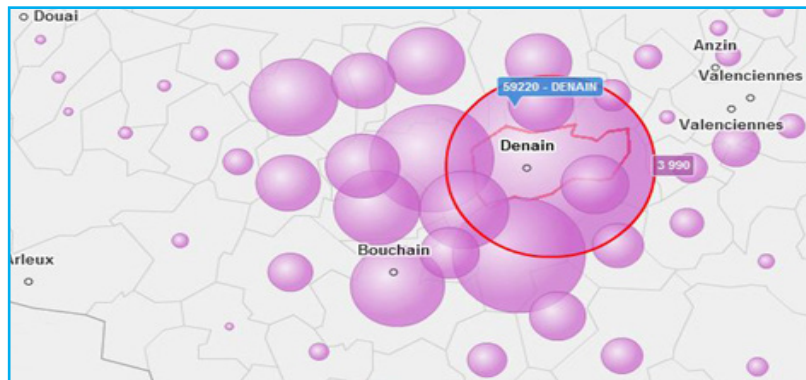 Douai
Anzin
Valenciennes
59220 - DENAIN
Valenciennes
Denain
3 990
Bouchain
Arleux